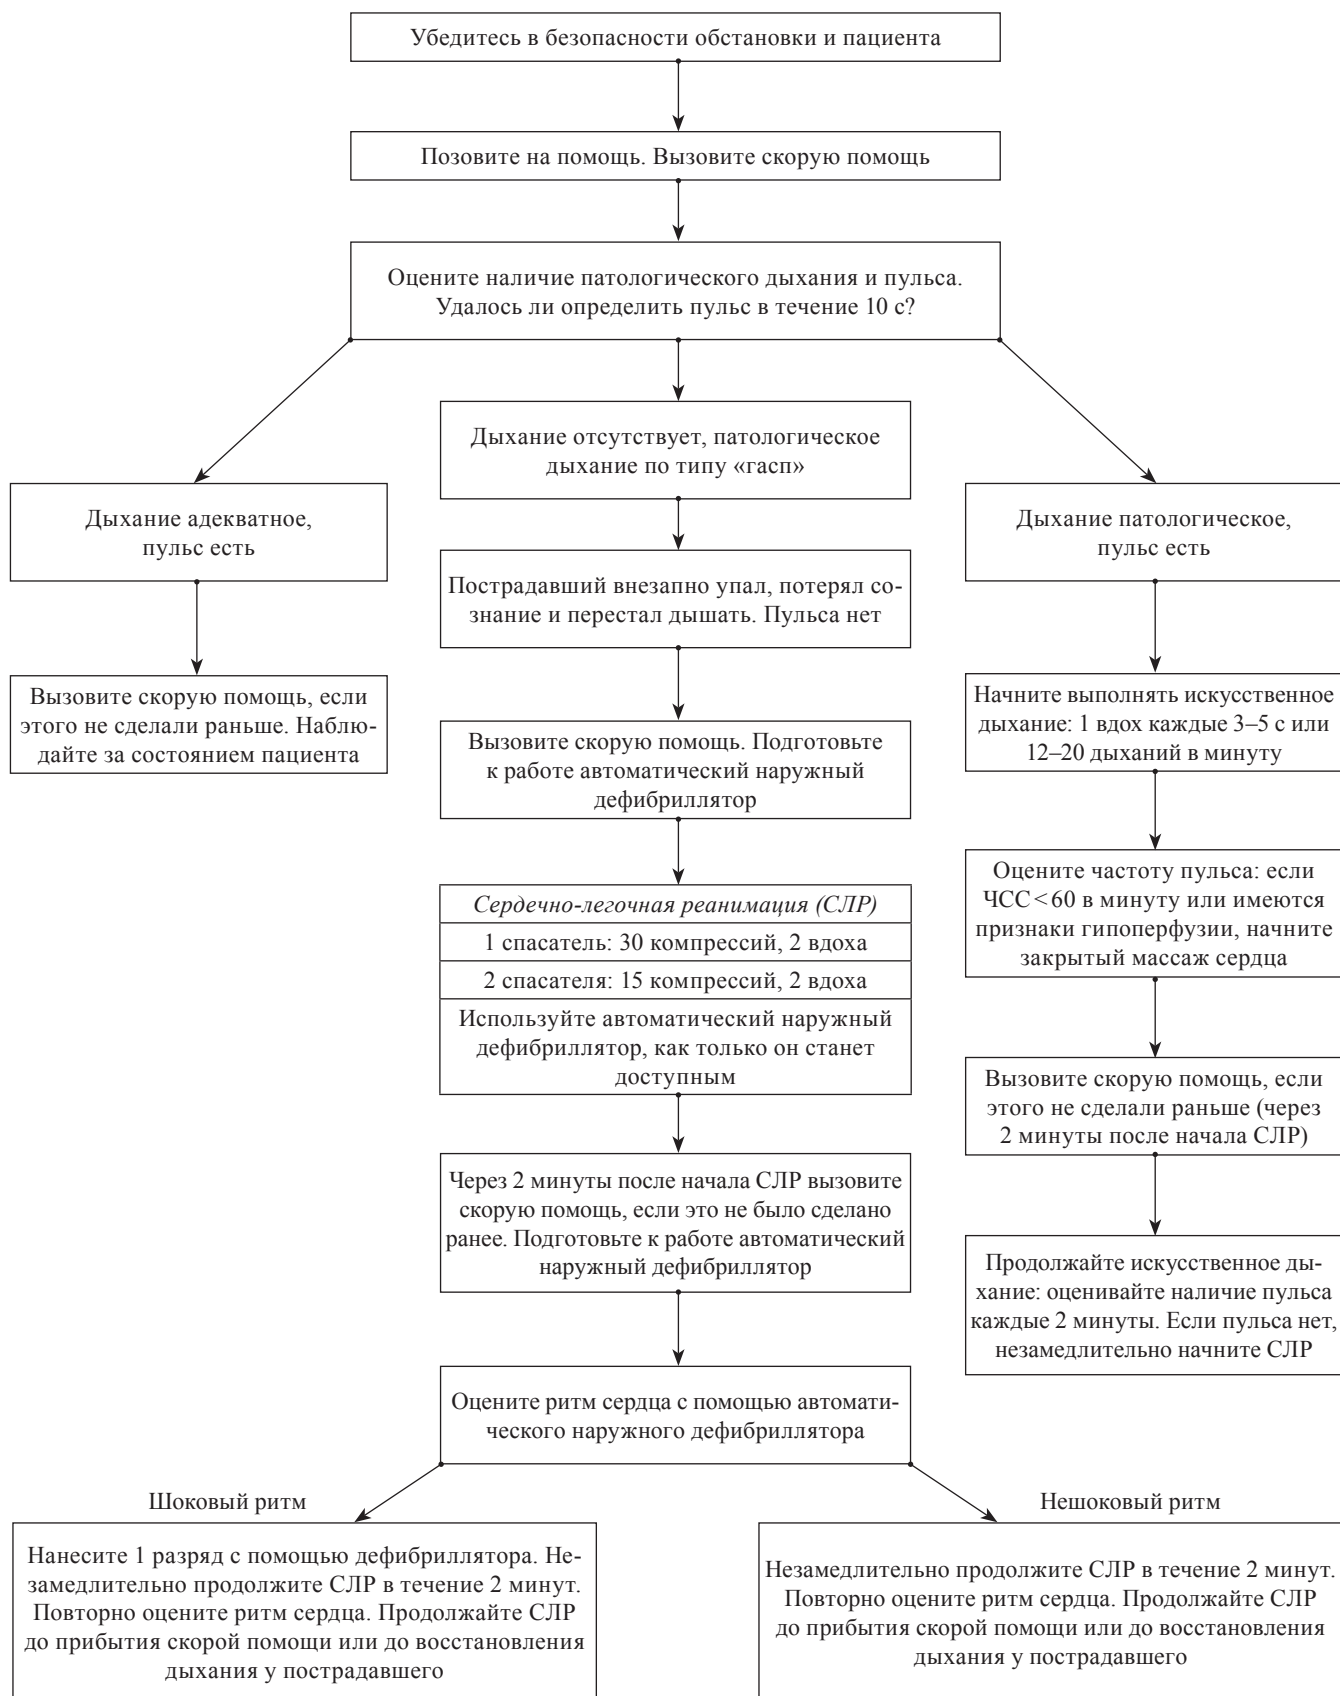 Убедитесь в безопасности обстановки и пациента
Позовите на помощь. Вызовите скорую помощь
Оцените наличие патологического дыхания и пульса.
Удалось ли определить пульс в течение 10 с?
Дыхание адекватное,
пульс есть
Вызовите скорую помощь, если
этого не сделали раньше. Наблю-
дайте за состоянием пациента
Дыхание отсутствует, патологическое
дыхание по типу «гасп»
Пострадавший внезапно упал, потерял со-
знание и перестал дышать. Пульса нет
Вызовите скорую помощь. Подготовьте
к работе автоматический наружный
дефибриллятор
Сердечно-легочная реанимация (СЛР)
1 спасатель: 30 компрессий, 2 вдоха
2 спасателя: 15 компрессий, 2 вдоха
Используйте автоматический наружный
дефибриллятор, как только он станет
доступным
Через 2 минуты после начала СЛР вызовите
скорую помощь, если это не было сделано
ранее. Подготовьте к работе автоматический
наружный дефибриллятор
Оцените ритм сердца с помощью автомати-
ческого наружного дефибриллятора
Дыхание патологическое,
пульс есть
Начните выполнять искусственное
дыхание: 1 вдох каждые 3–5 с или
12–20 дыханий в минуту
Оцените частоту пульса: если
ЧСС<60 в минуту или имеются
признаки гипоперфузии, начните
закрытый массаж сердца
Вызовите скорую помощь, если
этого не сделали раньше (через
2 минуты после начала СЛР)
Продолжайте искусственное ды-
хание: оценивайте наличие пульса
каждые 2 минуты. Если пульса нет,
незамедлительно начните СЛР
Шоковый ритм
Нанесите 1 разряд с помощью дефибриллятора. Не-
замедлительно продолжите СЛР в течение 2 минут.
Повторно оцените ритм сердца. Продолжайте СЛР
до прибытия скорой помощи или до восстановления
дыхания у пострадавшего
Нешоковый ритм
Незамедлительно продолжите СЛР в течение 2 минут.
Повторно оцените ритм сердца. Продолжайте СЛР
до прибытия скорой помощи или до восстановления
дыхания у пострадавшего